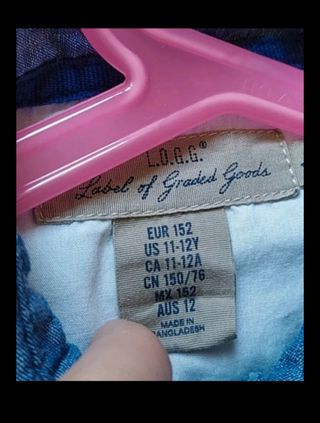 L.O.G.G.®
Label of Graded Goods
EUR 152
US 11-12Y
CA 11-12A
CN 150/76
MX 152
AUS 12
MADE IN
BANGLADESH